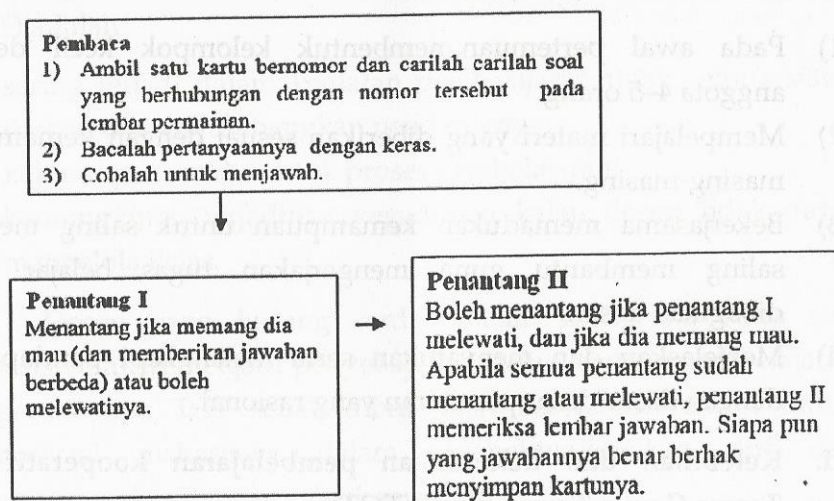 Pembaca
1) Ambil satu kartu bernomor dan carilah carilah soal
yang berhubungan dengan nomor tersebut pada
lembar permainan.
2) Bacalah pertanyaannya dengan keras.
3) Cobalah untuk menjawab.
Penantang I
Menantang jika memang dia
mau (dan memberikan jawaban
berbeda) atau boleh
melewatinya.
Penantang II
Boleh menantang jika penantang I
melewati, dan jika dia memang mau.
Apabila semua penantang sudah
menantang atau melewati, penantang II
memeriksa lembar jawaban. Siapa pun
yang jawabannya benar berhak
menyimpan kartunya.